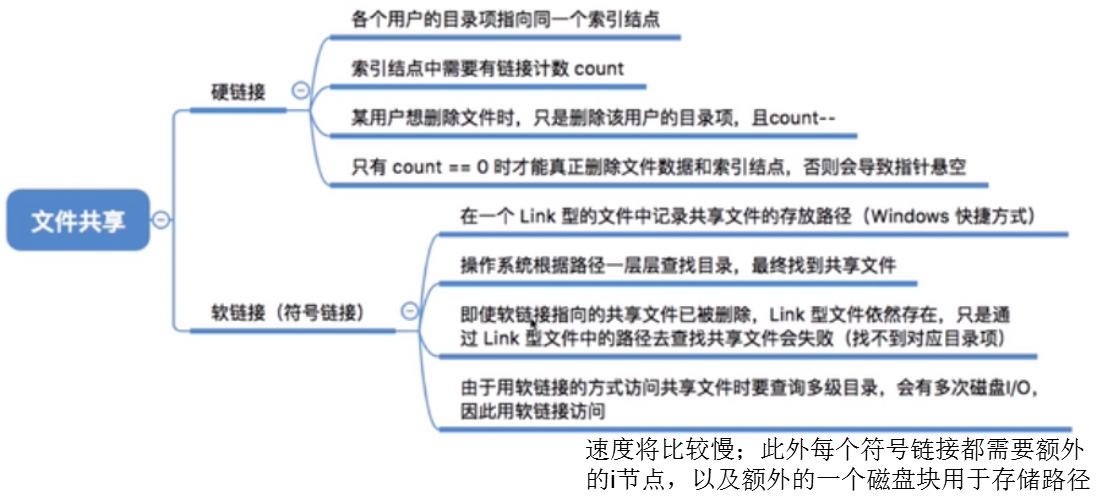 文件共享
硬链接
各个用户的目录项指向同一个索引结点
索引结点中需要有链接计数 count
某用户想删除文件时，只是删除该用户的目录项，且count--
只有 count == 0 时才能真正删除文件数据和索引结点，否则会导致指针悬空
软链接（符号链接）
在一个 Link 型的文件中记录共享文件的存放路径（Windows 快捷方式）
操作系统根据路径一层层查找目录，最终找到共享文件
即使软链接指向的共享文件已被删除，Link 型文件依然存在，只是通
过 Link 型文件中的路径去查找共享文件会失败（找不到对应目录项）
由于用软链接的方式访问共享文件时要查询多级目录，会有多次磁盘I/O，
因此用软链接访问
速度将比较慢；此外每个符号链接都需要额外
的i节点，以及额外的一个磁盘块用于存储路径